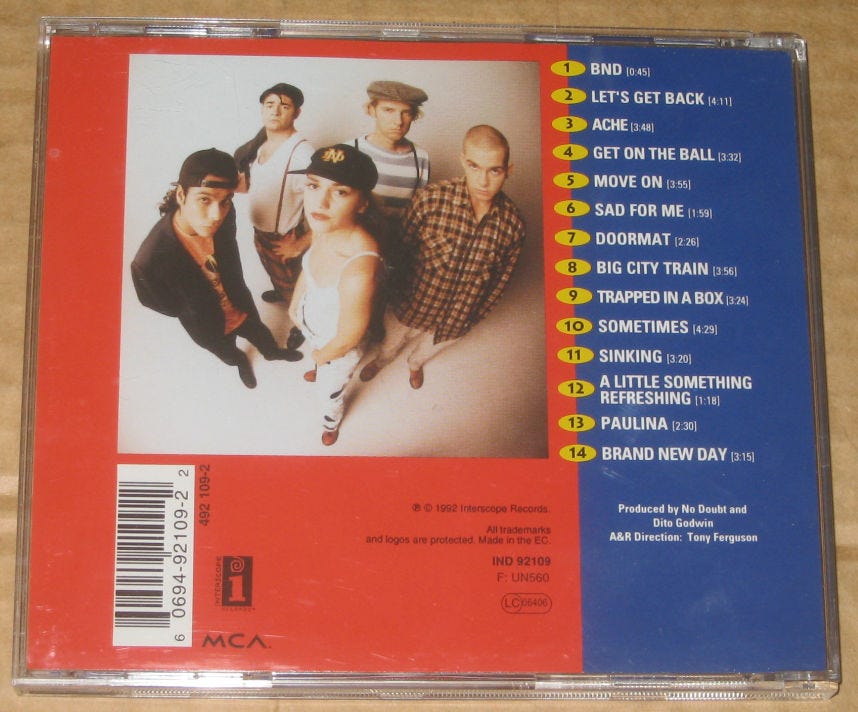 1 BND [0:45]
2 LET'S GET BACK [4:11]
3 ACHE [3:48]
4 GET ON THE BALL [3:32]
5 MOVE ON [3:55]
6 SAD FOR ME [1:59]
7 DOORMAT [2:26]
8 BIG CITY TRAIN [3:56]
9 TRAPPED IN A BOX [3:24]
10 SOMETIMES [4:29]
11 SINKING [3:20]
12 A LITTLE SOMETHING
REFRESHING [1:18]
13 PAULINA [2:30]
14 BRAND NEW DAY [3:15]
Produced by No Doubt and
Dito Godwin
A&R Direction: Tony Ferguson
℗ © 1992 Interscope Records.
All trademarks
and logos are protected. Made in the EC.
IND 92109
F: UN560
LC 06406
6 0694-92109-2 2
492 109-2
INTERSCOPE
i
RECORDS
MCA.